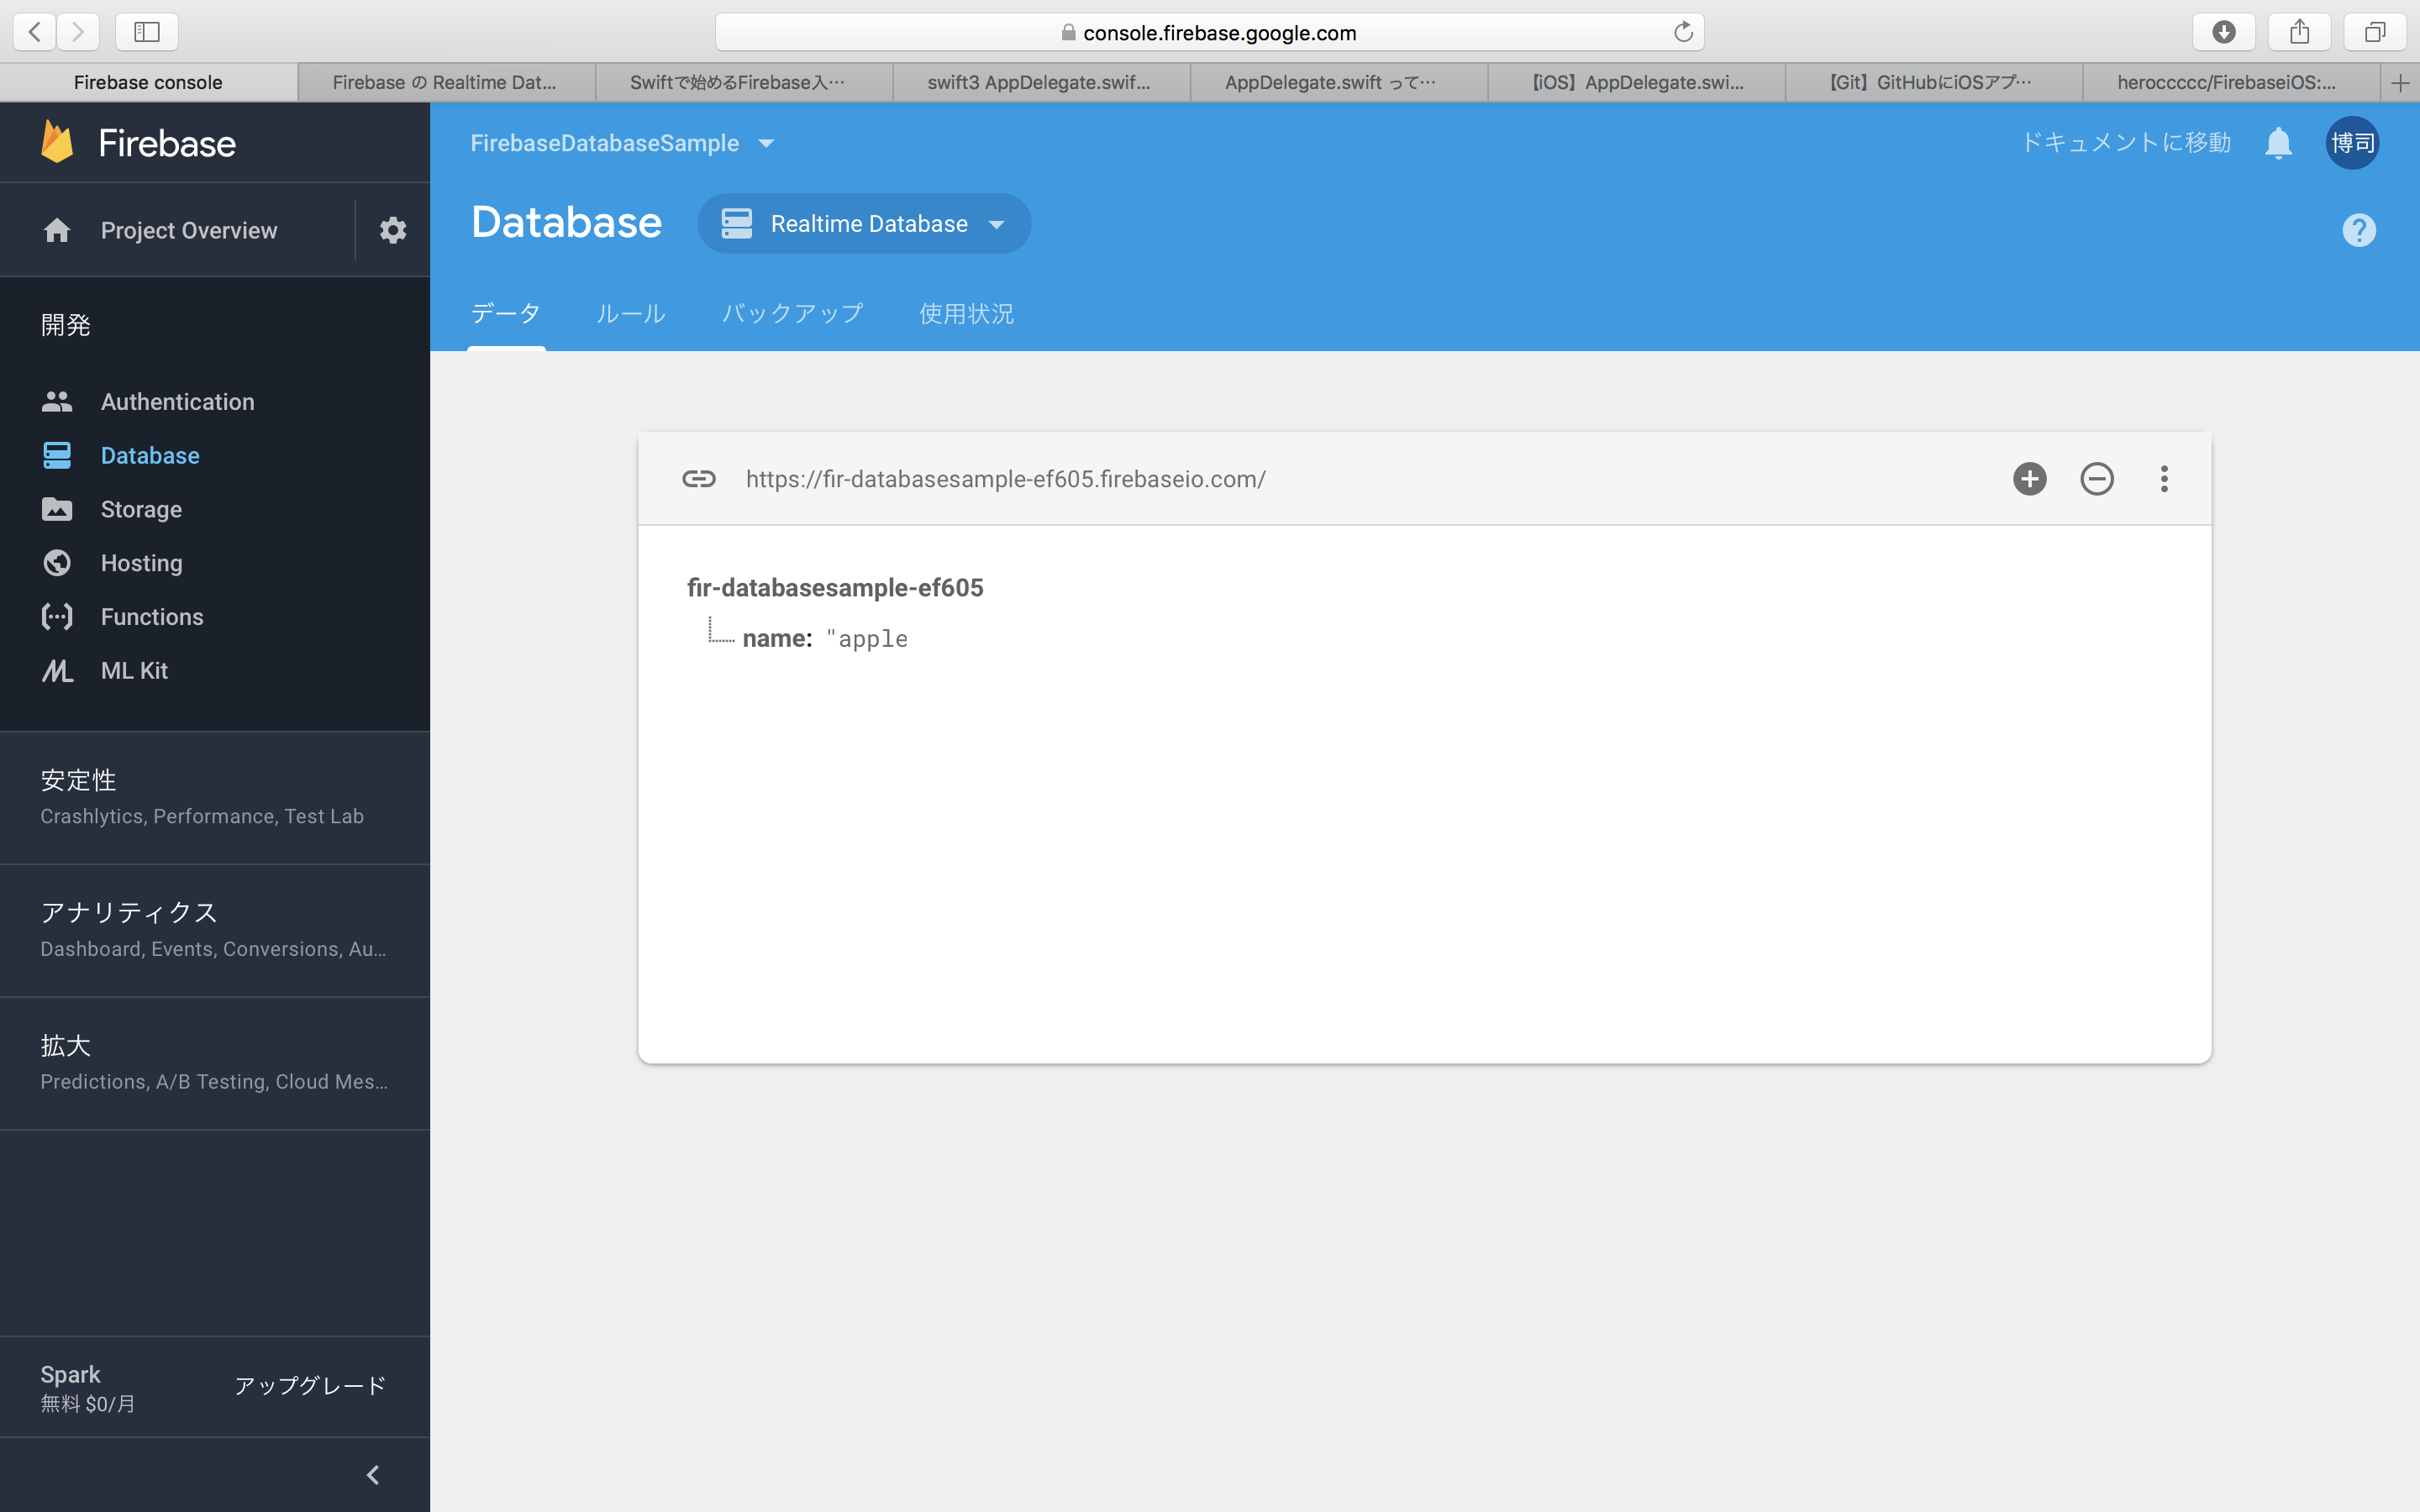 console.firebase.google.com
Firebase console
Firebase の Realtime Dat...
Swiftで始めるFirebase入…
swift3 AppDelegate.swif...
AppDelegate.swift って…
【iOS】AppDelegate.swi...
【Git】GitHubにiOSアプ…
heroccccc/FirebaseiOS:...
Firebase
Project Overview
開発
Authentication
Database
Storage
Hosting
Functions
ML Kit
安定性
Crashlytics, Performance, Test Lab
アナリティクス
Dashboard, Events, Conversions, Au...
拡大
Predictions, A/B Testing, Cloud Mes...
Spark
無料 $0/月
アップグレード
FirebaseDatabaseSample
ドキュメントに移動
博司
Database
Realtime Database
?
データ
ルール
バックアップ
使用状況
https://fir-databasesample-ef605.firebaseio.com/
fir-databasesample-ef605
name: "apple